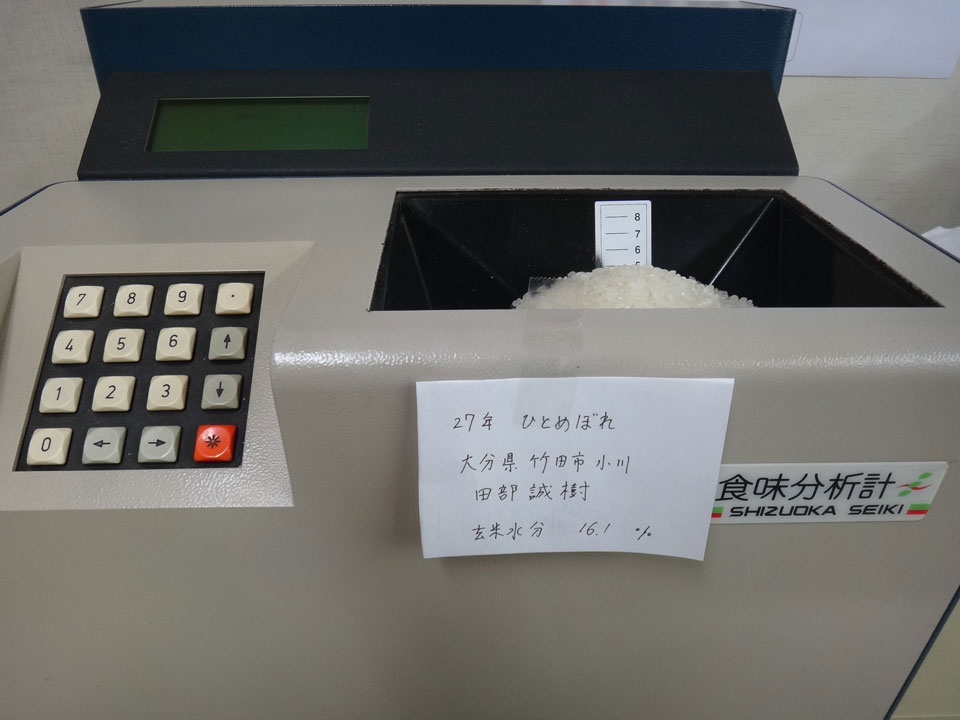 8
7
6
7 8 9 ·
4 5 6 ↑
1 2 3 ↓
0 ← → *
27年 ひとめぼれ
大分県 竹田市 小川
田部 誠樹
玄米水分 16.1 %
食味分析計
SHIZUOKA SEIKI